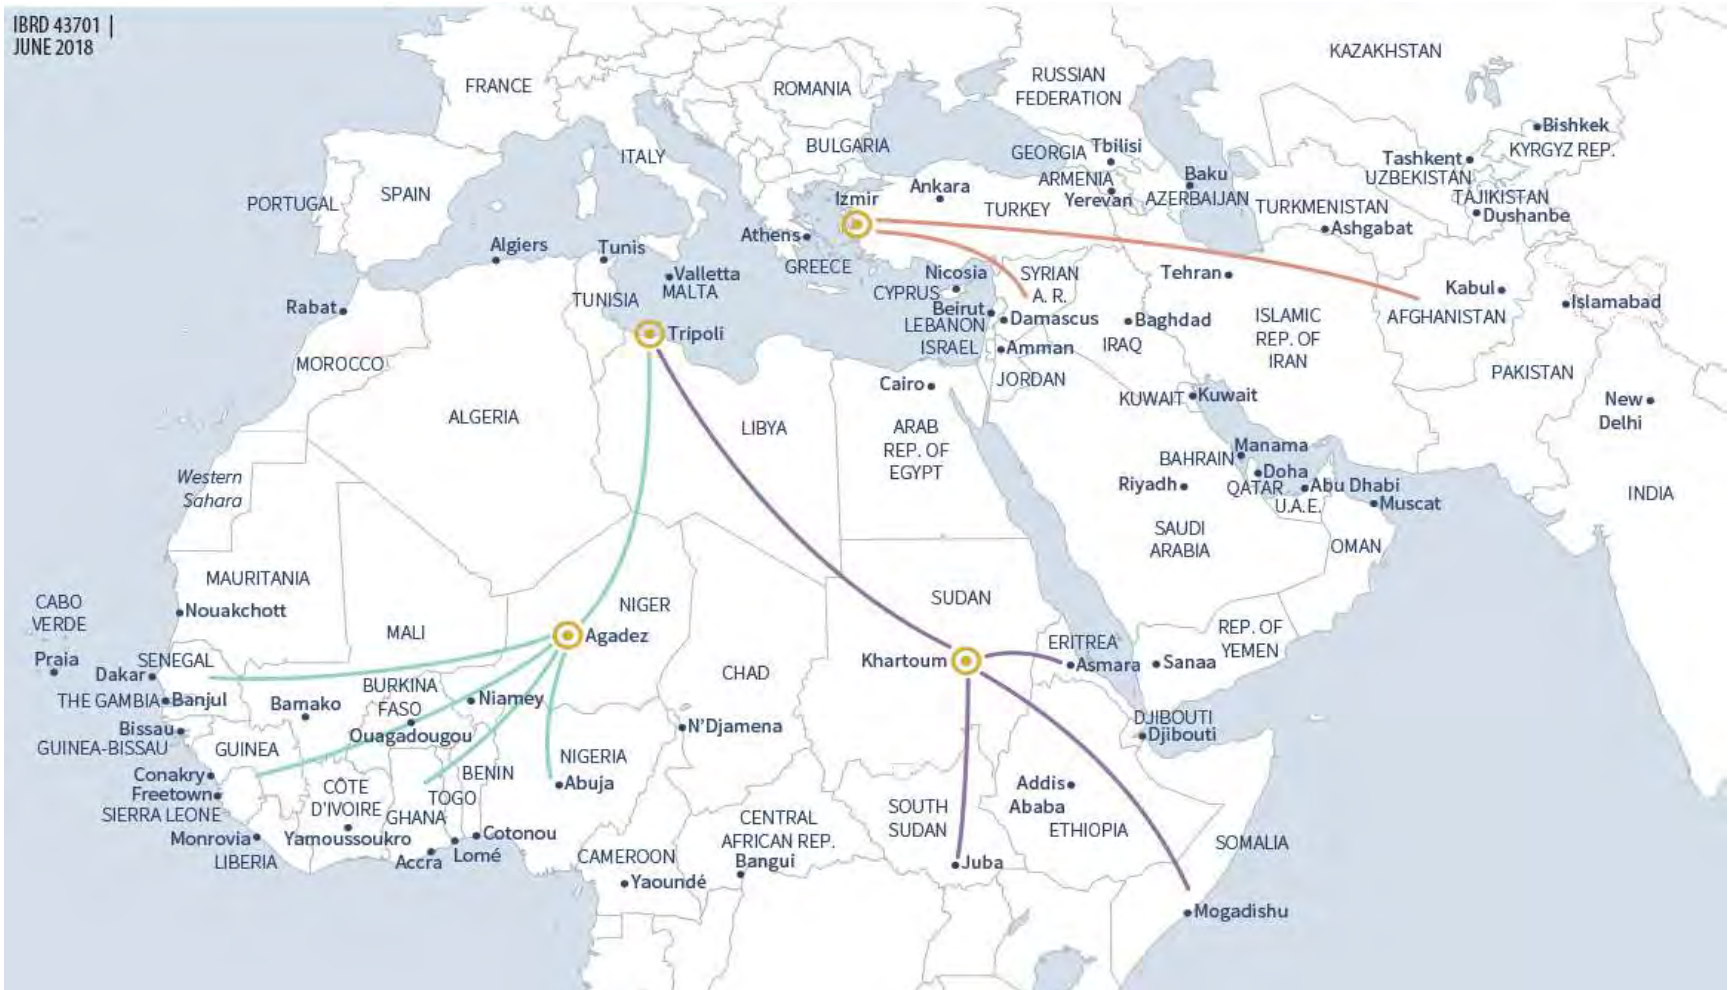 IBRD 43701 |
JUNE 2018
KAZAKHSTAN
FRANCE
ROMANIA
RUSSIAN
FEDERATION
Bishkek
KYRGYZ REP.
BULGARIA
GEORGIA
Tbilisi
ITALY
Tashkent
UZBEKISTAN
ARMENIA
Yerevan
Baku
AZERBAIJAN
TAJIKISTAN
Dushanbe
PORTUGAL
SPAIN
Izmir
Ankara
TURKEY
TURKMENISTAN
Ashgabat
Athens
GREECE
Algiers
Tunis
Valletta
MALTA
TUNISIA
Nicosia
CYPRUS
SYRIAN
A. R.
Tehran
Kabul
AFGHANISTAN
Islamabad
Rabat
Beirut
LEBANON
ISRAEL
Damascus
Baghdad
IRAQ
ISLAMIC
REP. OF
IRAN
Tripoli
Amman
JORDAN
MOROCCO
Cairo
KUWAIT
Kuwait
PAKISTAN
New
Delhi
ALGERIA
LIBYA
ARAB
REP. OF
EGYPT
Manama
BAHRAIN
Doha
QATAR
Abu Dhabi
U.A.E.
Muscat
Riyadh
INDIA
Western
Sahara
SAUDI
ARABIA
OMAN
MAURITANIA
Nouakchott
CABO
VERDE
Praia
MALI
NIGER
Agadez
SUDAN
Khartoum
ERITREA
Asmara
Sanaa
REP. OF
YEMEN
SENEGAL
Dakar
THE GAMBIA
Banjul
Bamako
BURKINA
FASO
Niamey
CHAD
Bissau
GUINEA-BISSAU
GUINEA
Ouagadougou
N'Djamena
DJIBOUTI
Djibouti
NIGERIA
Abuja
BENIN
TOGO
Conakry
Freetown
SIERRA LEONE
CÔTE
D'IVOIRE
GHANA
Addis
Ababa
ETHIOPIA
SOUTH
SUDAN
Monrovia
LIBERIA
Yamoussoukro
Accra
Lomé
Cotonou
CENTRAL
AFRICAN REP.
Bangui
SOMALIA
CAMEROON
Yaoundé
Juba
Mogadishu